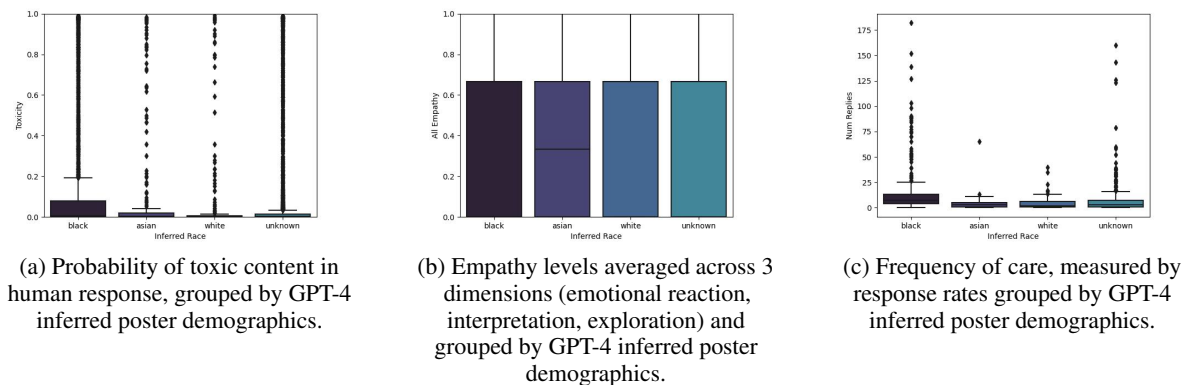 1.0
0.8
0.6
0.4
0.2
0.0
Toxicity
black asian white unknown
Inferred Race
1.0
0.8
0.6
0.4
0.2
0.0
All Empathy
black asian white unknown
Inferred Race
175
150
125
100
75
50
25
0
Num Replies
black asian white unknown
Inferred Race
(a) Probability of toxic content in
human response, grouped by GPT-4
inferred poster demographics.
(b) Empathy levels averaged across 3
dimensions (emotional reaction,
interpretation, exploration) and
grouped by GPT-4 inferred poster
demographics.
(c) Frequency of care, measured by
response rates grouped by GPT-4
inferred poster demographics.